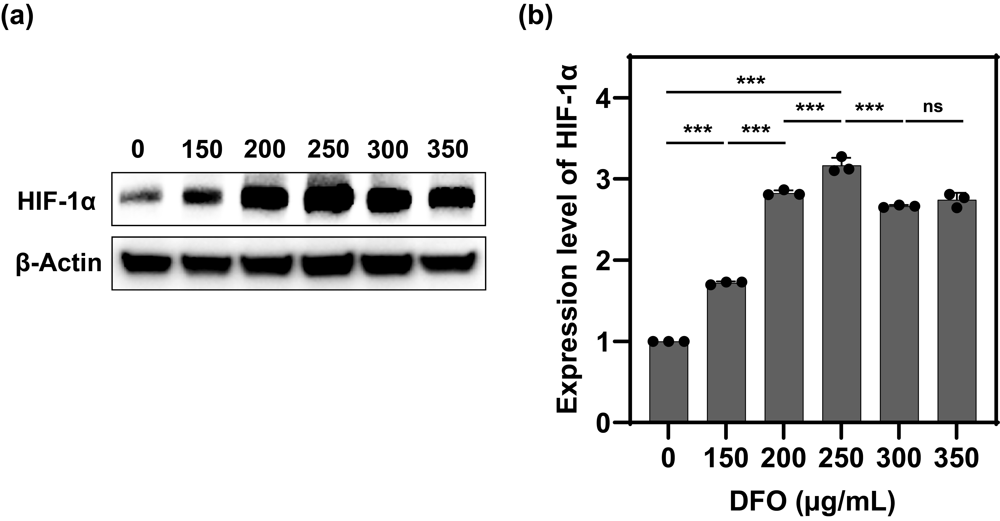 (a)
0 150 200 250 300 350
HIF-1α
β-Actin
(b)
Expression level of HIF-1α
4
3
2
1
0
***
*** *** ns
*** ***
0 150 200 250 300 350
DFO (µg/mL)